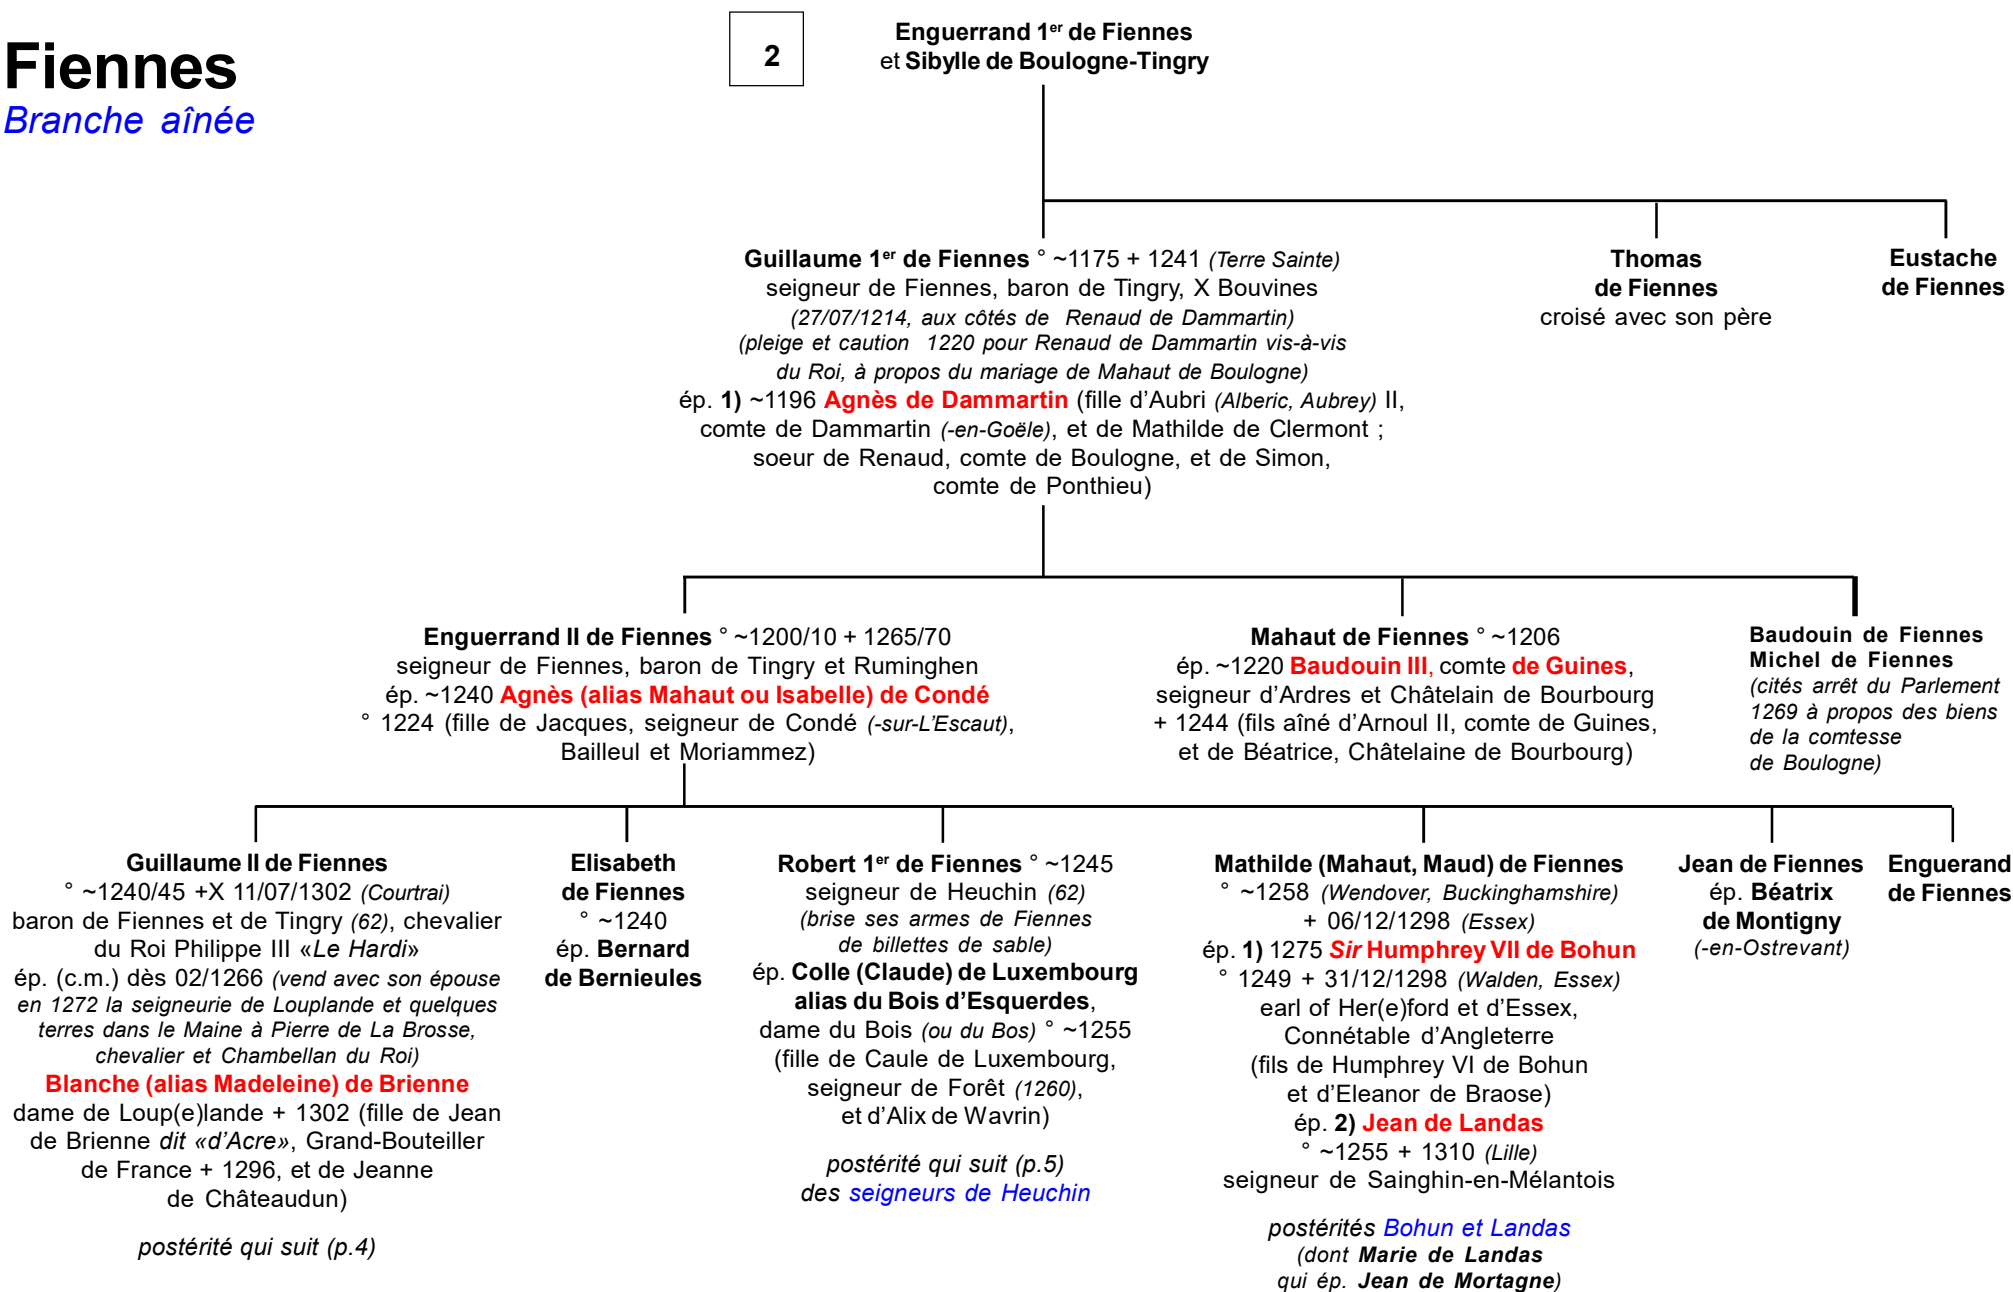 Fiennes
Branche aînée
2
Enguerrand 1er de Fiennes
et Sibylle de Boulogne-Tingry
Guillaume 1er de Fiennes ° ~1175 + 1241 (Terre Sainte)
seigneur de Fiennes, baron de Tingry, X Bouvines
(27/07/1214, aux côtés de Renaud de Dammartin)
(pleige et caution 1220 pour Renaud de Dammartin vis-à-vis
du Roi, à propos du mariage de Mahaut de Boulogne)
ép. 1) ~1196 Agnès de Dammartin (fille d’Aubri (Alberic, Aubrey) II,
comte de Dammartin (-en-Goële), et de Mathilde de Clermont ;
soeur de Renaud, comte de Boulogne, et de Simon,
comte de Ponthieu)
Thomas
de Fiennes
croisé avec son père
Eustache
de Fiennes
Enguerrand II de Fiennes ° ~1200/10 + 1265/70
seigneur de Fiennes, baron de Tingry et Ruminghen
ép. ~1240 Agnès (alias Mahaut ou Isabelle) de Condé
° 1224 (fille de Jacques, seigneur de Condé (-sur-L’Escaut),
Bailleul et Moriammez)
Mahaut de Fiennes ° ~1206
ép. ~1220 Baudouin III, comte de Guines,
seigneur d’Ardres et Châtelain de Bourbourg
+ 1244 (fils aîné d’Arnoul II, comte de Guines,
et de Béatrice, Châtelaine de Bourbourg)
Baudouin de Fiennes
Michel de Fiennes
(cités arrêt du Parlement
1269 à propos des biens
de la comtesse
de Boulogne)
Guillaume II de Fiennes
° ~1240/45 +X 11/07/1302 (Courtrai)
baron de Fiennes et de Tingry (62), chevalier
du Roi Philippe III «Le Hardi»
ép. (c.m.) dès 02/1266 (vend avec son épouse
en 1272 la seigneurie de Louplande et quelques
terres dans le Maine à Pierre de La Brosse,
chevalier et Chambellan du Roi)
Blanche (alias Madeleine) de Brienne
dame de Loup(e)lande + 1302 (fille de Jean
de Brienne dit «d’Acre», Grand-Bouteiller
de France + 1296, et de Jeanne
de Châteaudun)
postérité qui suit (p.4)
Elisabeth
de Fiennes
° ~1240
ép. Bernard
de Bernieules
Robert 1er de Fiennes ° ~1245
seigneur de Heuchin (62)
(brise ses armes de Fiennes
de billettes de sable)
ép. Colle (Claude) de Luxembourg
alias du Bois d’Esquerdes,
dame du Bois (ou du Bos) ° ~1255
(fille de Caule de Luxembourg,
seigneur de Forêt (1260),
et d’Alix de Wavrin)
postérité qui suit (p.5)
des seigneurs de Heuchin
Mathilde (Mahaut, Maud) de Fiennes
° ~1258 (Wendover, Buckinghamshire)
+ 06/12/1298 (Essex)
ép. 1) 1275 Sir Humphrey VII de Bohun
° 1249 + 31/12/1298 (Walden, Essex)
earl of Her(e)ford et d’Essex,
Connétable d’Angleterre
(fils de Humphrey VI de Bohun
et d’Eleanor de Braose)
ép. 2) Jean de Landas
° ~1255 + 1310 (Lille)
seigneur de Sainghin-en-Mélantois
postérités Bohun et Landas
(dont Marie de Landas
qui ép. Jean de Mortagne)
Jean de Fiennes
ép. Béatrix
de Montigny
(-en-Ostrevant)
Enguerand
de Fiennes